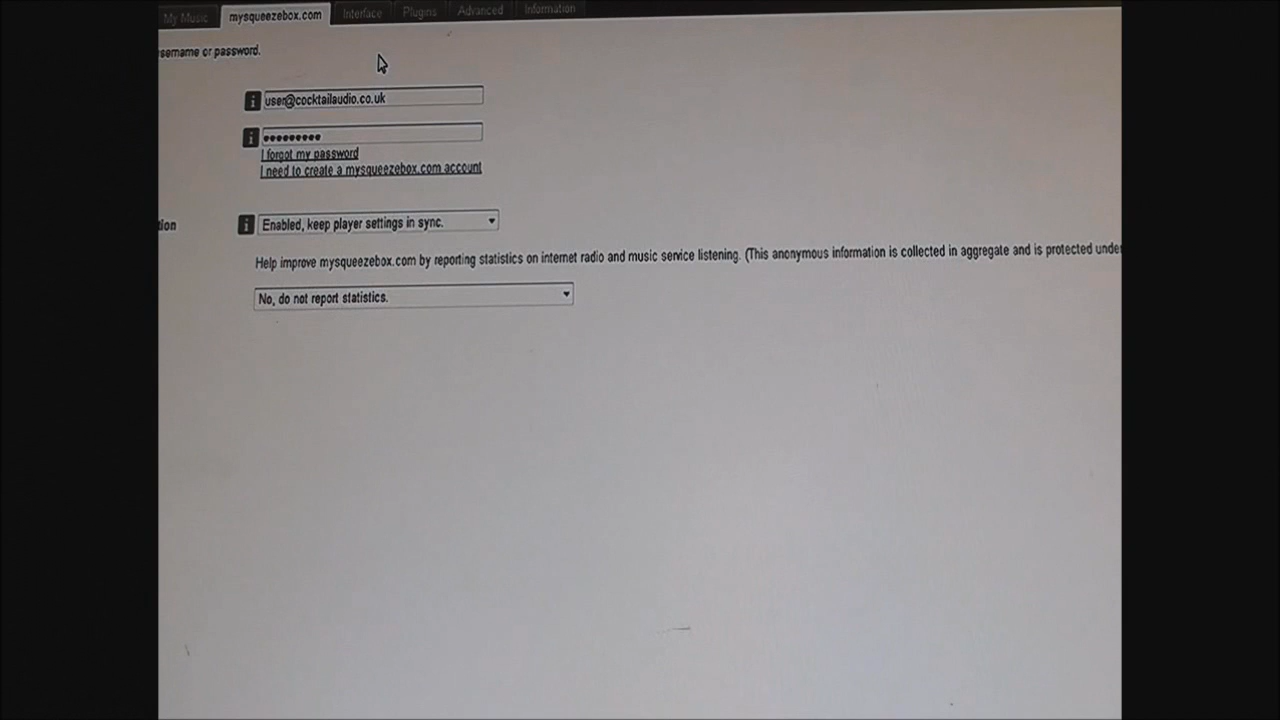 My Music mysqueezebox.com Interface Plugins Advanced Information
sername or password.
i user@cocktailaudio.co.uk
i •••••••••
I forgot my password
I need to create a mysqueezebox.com account
tion i Enabled, keep player settings in sync.
Help improve mysqueezebox.com by reporting statistics on internet radio and music service listening. (This anonymous information is collected in aggregate and is protected unde
No, do not report statistics.